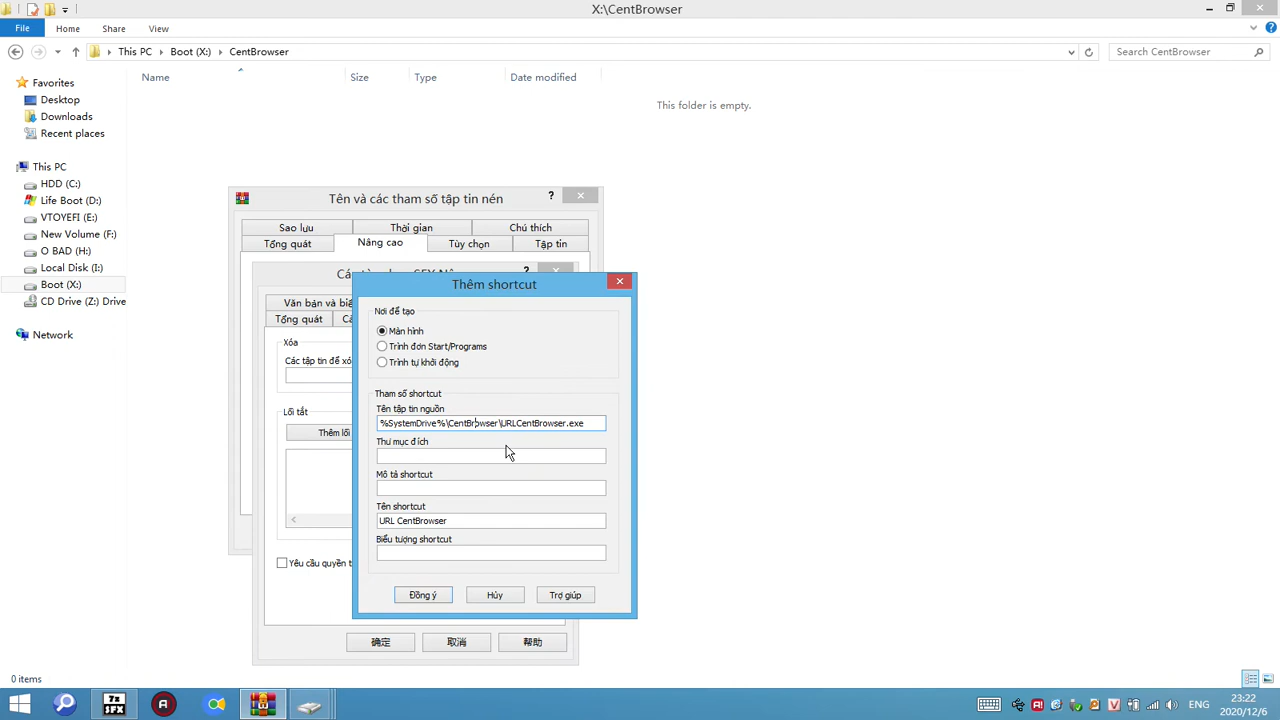 X:\CentBrowser
File Home Share View
This PC Boot (X:) CentBrowser
Search CentBrowser
Name Size Type Date modified
This folder is empty.
Favorites
Desktop
Downloads
Recent places
This PC
HDD (C:)
Life Boot (D:)
VTOYEFI (E:)
New Volume (F:)
O BAD (H:)
Local Disk (I:)
Boot (X:)
CD Drive (Z:) Drive
Network
Tên và các tham số tập tin nén
Sao lưu Thời gian Chú thích
Tổng quát Nâng cao Tùy chọn Tập tin
Văn bản và
Tổng quát
Xóa
Các tập tin để
Lối tắt
Thêm lối
Yêu cầu quyền
确定 取消 帮助
Thêm shortcut
Nơi để tạo
Màn hình
Trình đơn Start/Programs
Trình tự khởi động
Tham số shortcut
Tên tập tin nguồn
%SystemDrive%\CentBrowser\URLCentBrowser.exe
Thư mục đích
Mô tả shortcut
Tên shortcut
URL CentBrowser
Biểu tượng shortcut
Đồng ý Hủy Trợ giúp
0 items
7z
SFX
ENG
23:22
2020/12/6